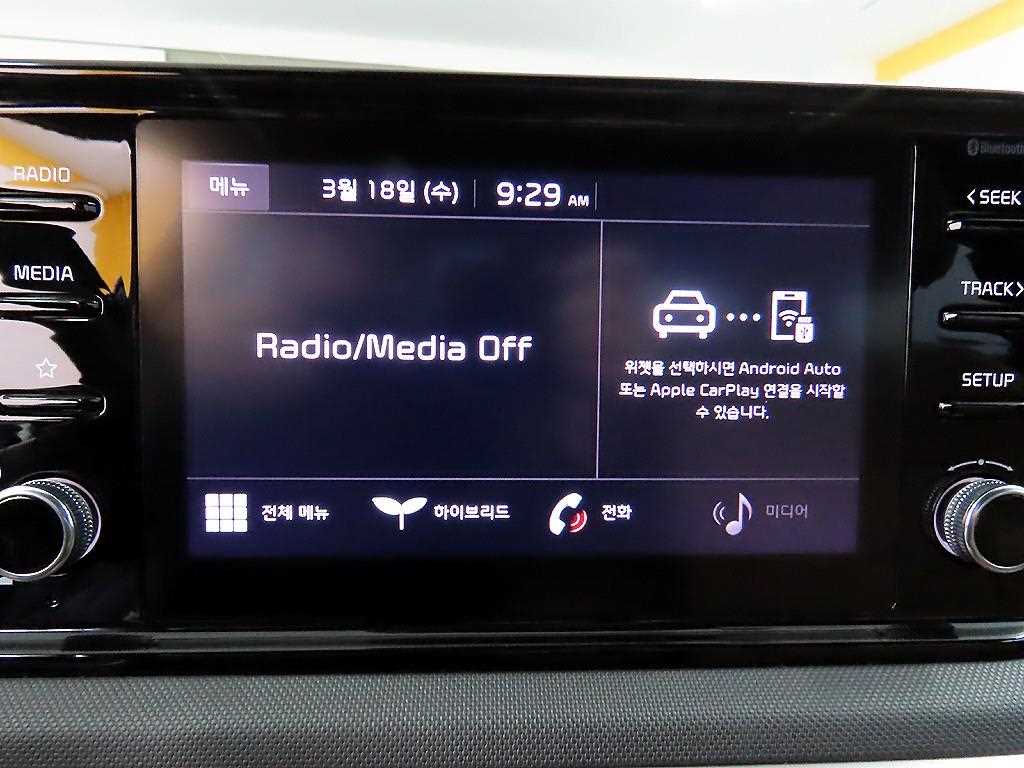 Bluetooth
RADIO
<SEEK
MEDIA
TRACK>
SETUP
메뉴
3월 18일 (수)
9:29 AM
Radio/Media Off
위젯을 선택하시면 Android Auto
또는 Apple CarPlay 연결을 시작할
수 있습니다.
전체 메뉴
하이브리드
전화
미디어